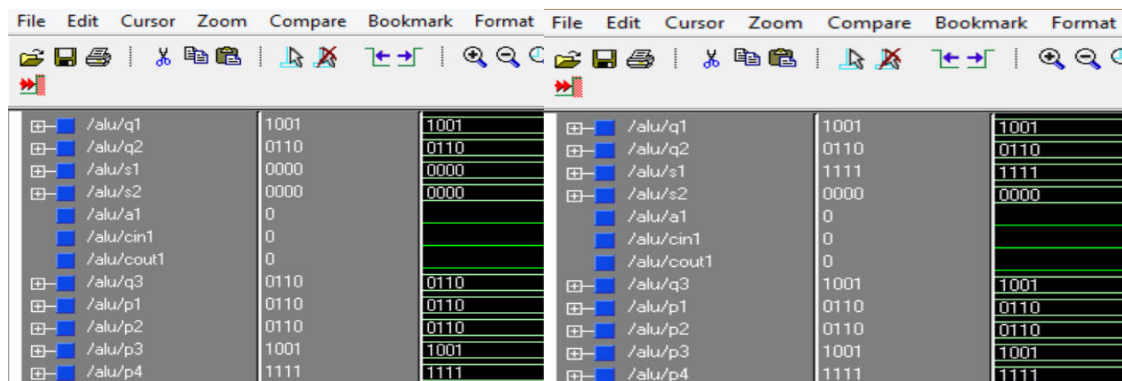 File Edit Cursor Zoom Compare Bookmark Format
/alu/q1 1001 1001
/alu/q2 0110 0110
/alu/s1 0000 0000
/alu/s2 0000 0000
/alu/a1 0
/alu/cin1 0
/alu/cout1 0
/alu/q3 0110 0110
/alu/p1 0110 0110
/alu/p2 0110 0110
/alu/p3 1001 1001
/alu/p4 1111 1111
File Edit Cursor Zoom Compare Bookmark Format
/alu/q1 1001 1001
/alu/q2 0110 0110
/alu/s1 1111 1111
/alu/s2 0000 0000
/alu/a1 0
/alu/cin1 0
/alu/cout1 0
/alu/q3 1001 1001
/alu/p1 0110 0110
/alu/p2 0110 0110
/alu/p3 1001 1001
/alu/p4 1111 1111